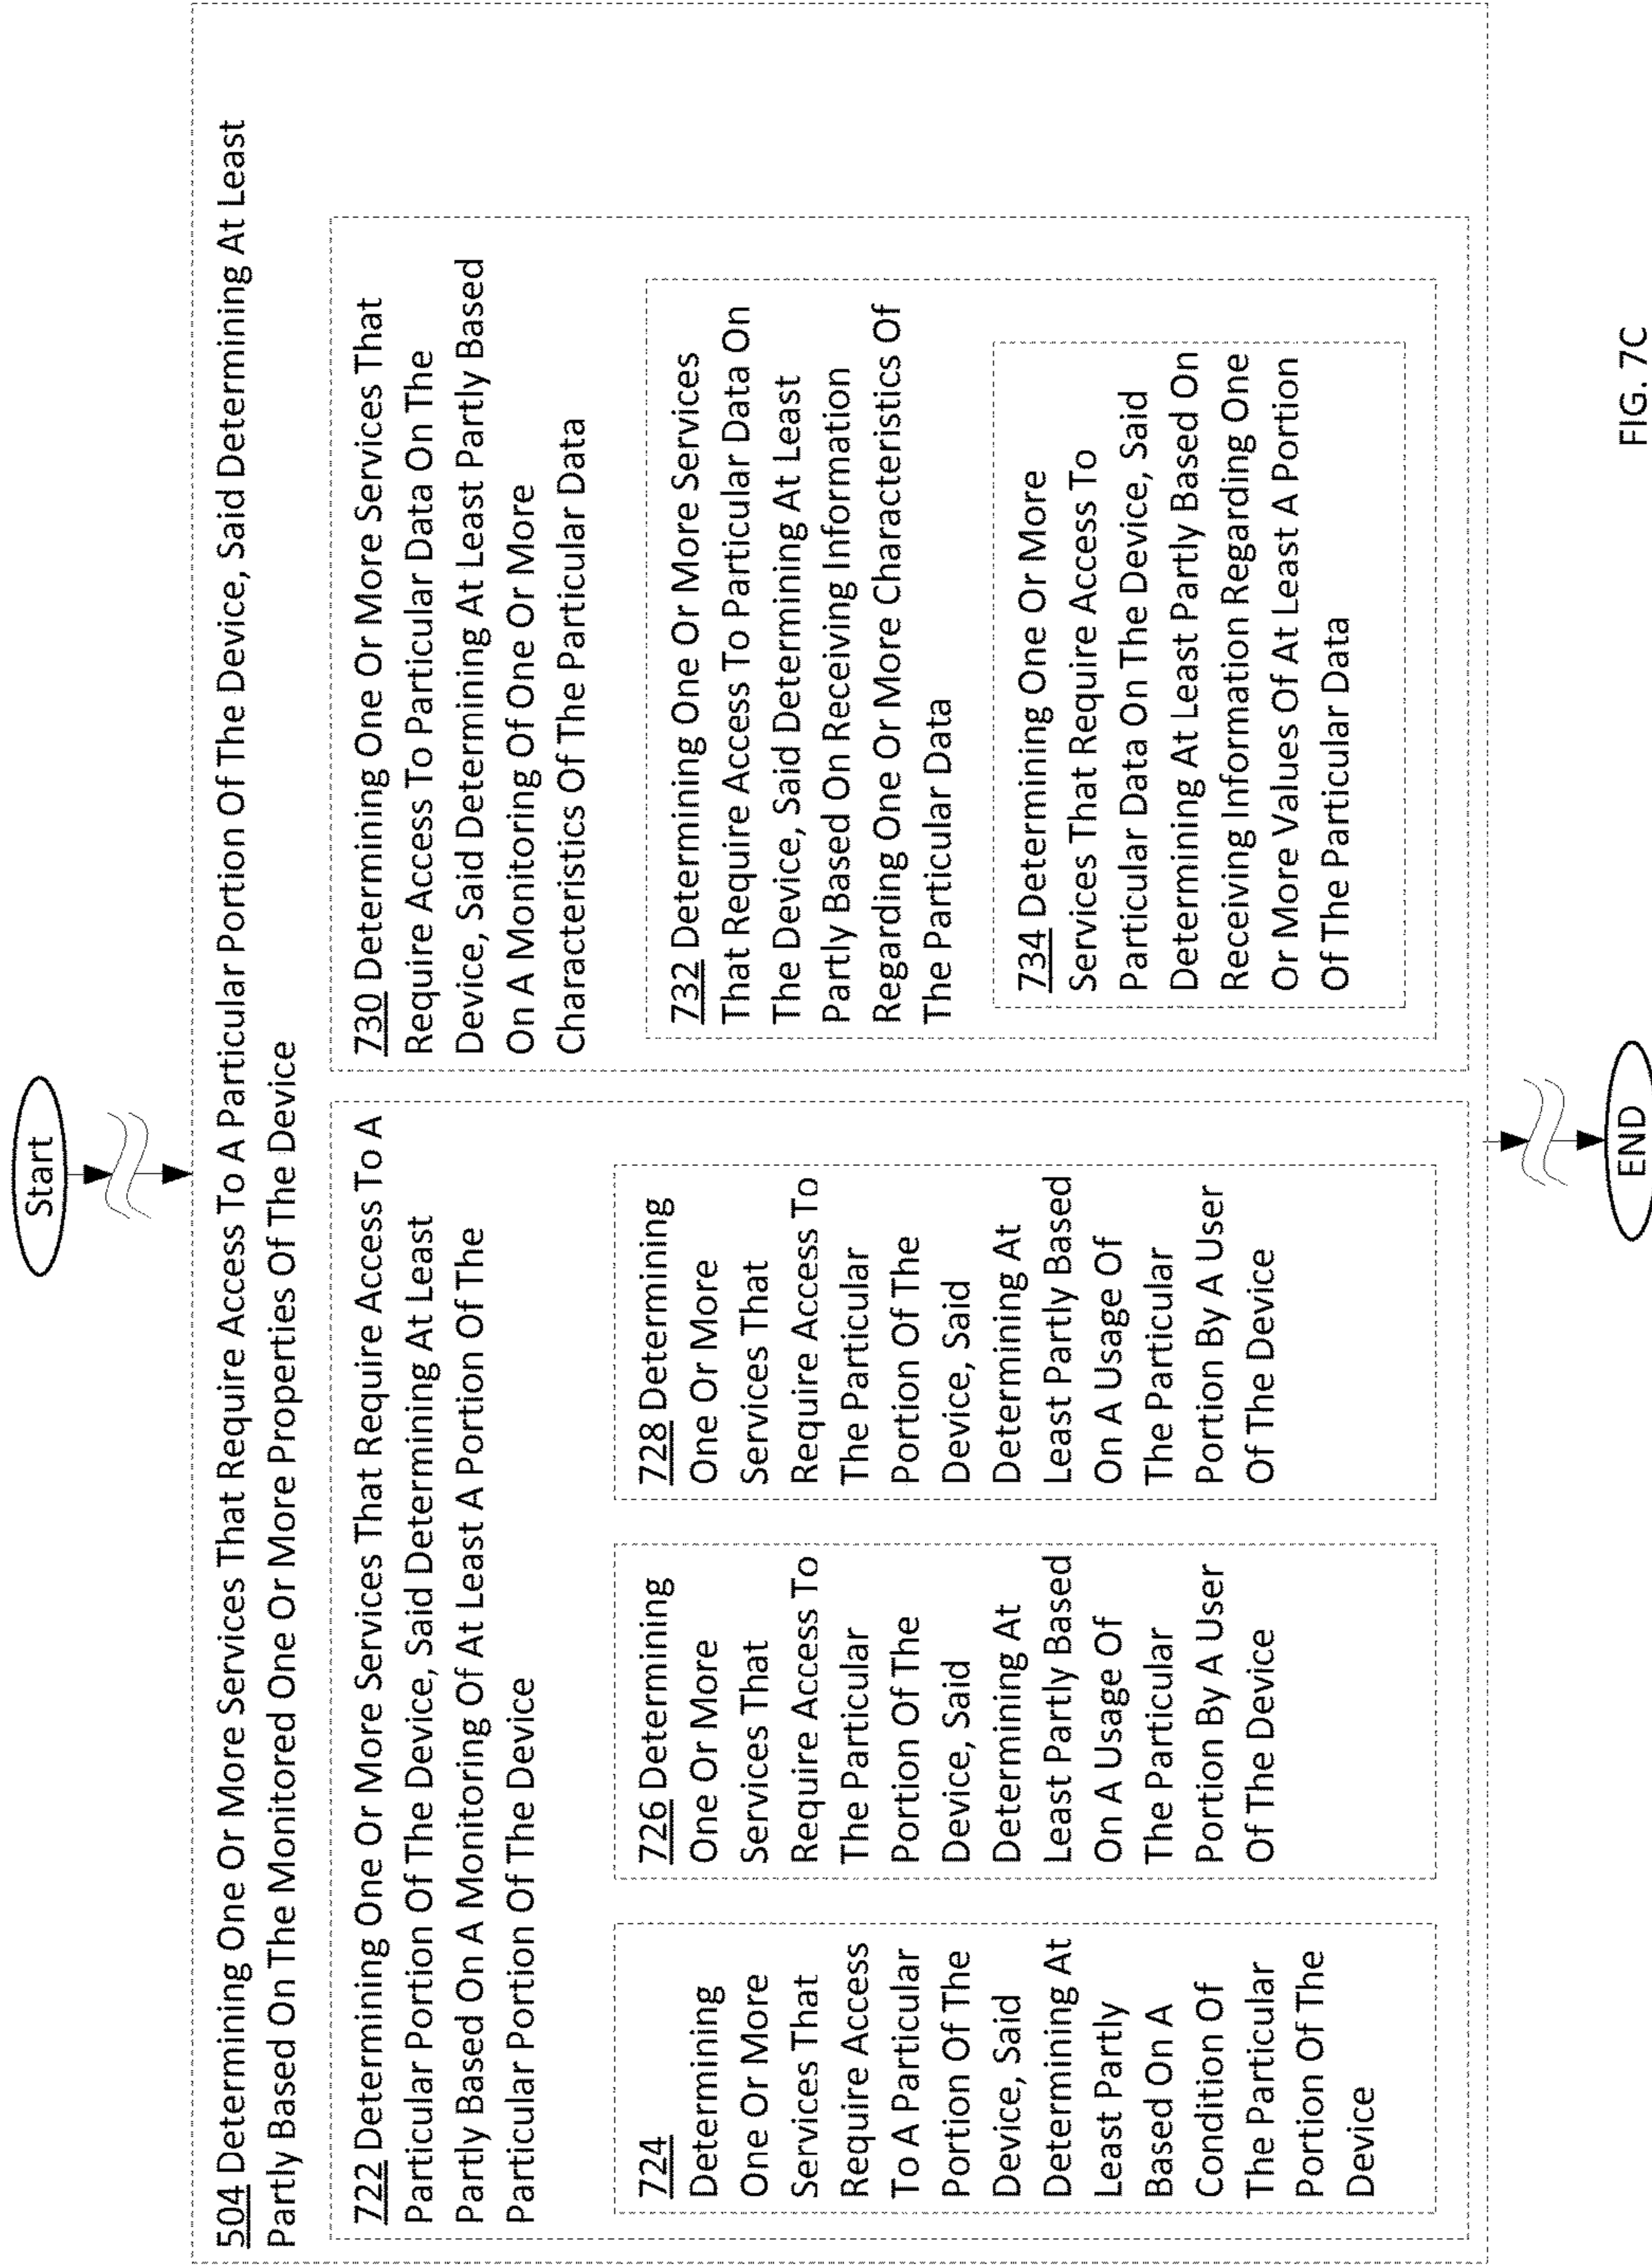 Start
504 Determining One Or More Services That Require Access To A Particular Portion Of The Device, Said Determining At Least
Partly Based On The Monitored One Or More Properties Of The Device
722 Determining One Or More Services That Require Access To A
Particular Portion Of The Device, Said Determining At Least
Partly Based On A Monitoring Of At Least A Portion Of The
Particular Portion Of The Device
724
Determining
One Or More
Services That
Require Access
To A Particular
Portion Of The
Device, Said
Determining At
Least Partly
Based On A
Condition Of
The Particular
Portion Of The
Device
726 Determining
One Or More
Services That
Require Access To
The Particular
Portion Of The
Device, Said
Determining At
Least Partly Based
On A Usage Of
The Particular
Portion By A User
Of The Device
728 Determining
One Or More
Services That
Require Access To
The Particular
Portion Of The
Device, Said
Determining At
Least Partly Based
On A Usage Of
The Particular
Portion By A User
Of The Device
730 Determining One Or More Services That
Require Access To Particular Data On The
Device, Said Determining At Least Partly Based
On A Monitoring Of One Or More
Characteristics Of The Particular Data
732 Determining One Or More Services
That Require Access To Particular Data On
The Device, Said Determining At Least
Partly Based On Receiving Information
Regarding One Or More Characteristics Of
The Particular Data
734 Determining One Or More
Services That Require Access To
Particular Data On The Device, Said
Determining At Least Partly Based On
Receiving Information Regarding One
Or More Values Of At Least A Portion
Of The Particular Data
END
FIG. 7C